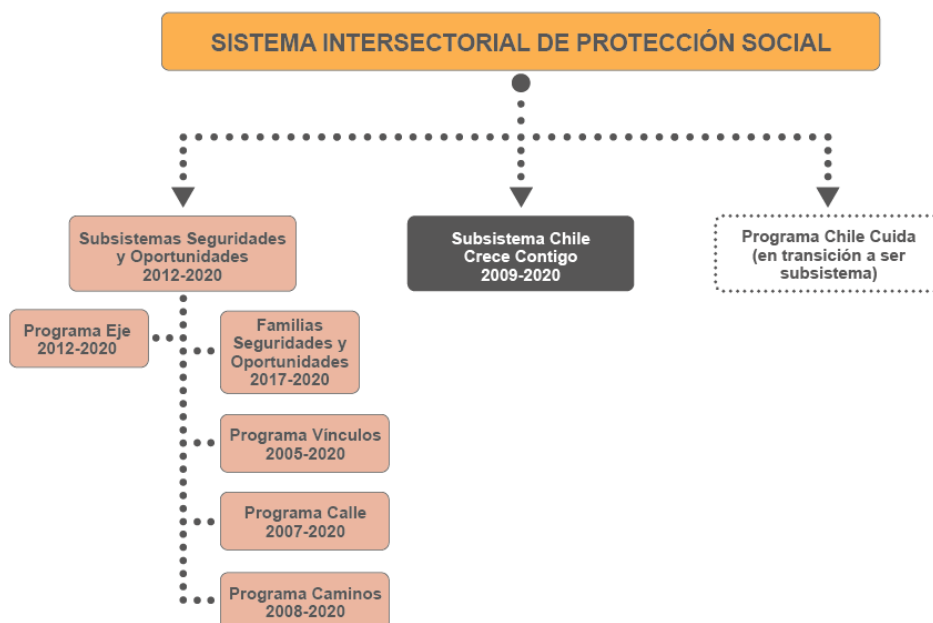 SISTEMA INTERSECTORIAL DE PROTECCIÓN SOCIAL
Subsistemas Seguridades
y Oportunidades
2012-2020
Subsistema Chile
Crece Contigo
2009-2020
Programa Chile Cuida
(en transición a ser
subsistema)
Programa Eje
2012-2020
Familias
Seguridades y
Oportunidades
2017-2020
Programa Vínculos
2005-2020
Programa Calle
2007-2020
Programa Caminos
2008-2020